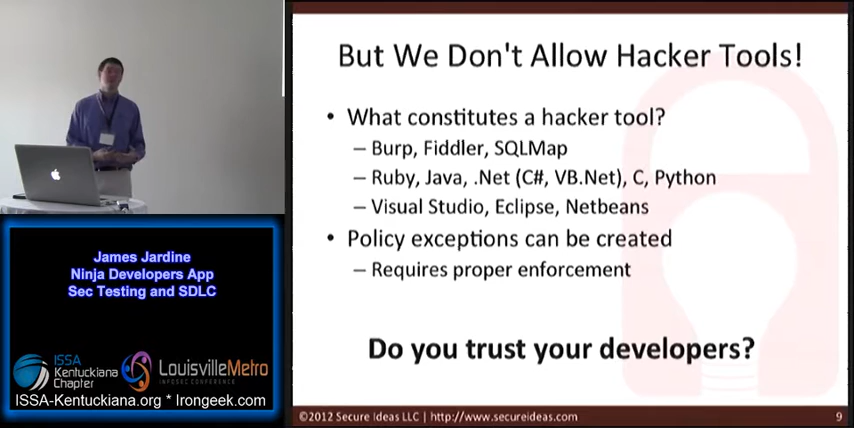 But We Don't Allow Hacker Tools!
• What constitutes a hacker tool?
– Burp, Fiddler, SQLMap
– Ruby, Java, .Net (C#, VB.Net), C, Python
– Visual Studio, Eclipse, Netbeans
• Policy exceptions can be created
– Requires proper enforcement
Do you trust your developers?
©2012 Secure Ideas LLC | http://www.secureideas.com
9
James Jardine
Ninja Developers App
Sec Testing and SDLC
ISSA
Kentuckiana
Chapter
LouisvilleMetro
INFOSEC CONFERENCE
ISSA-Kentuckiana.org * Irongeek.com